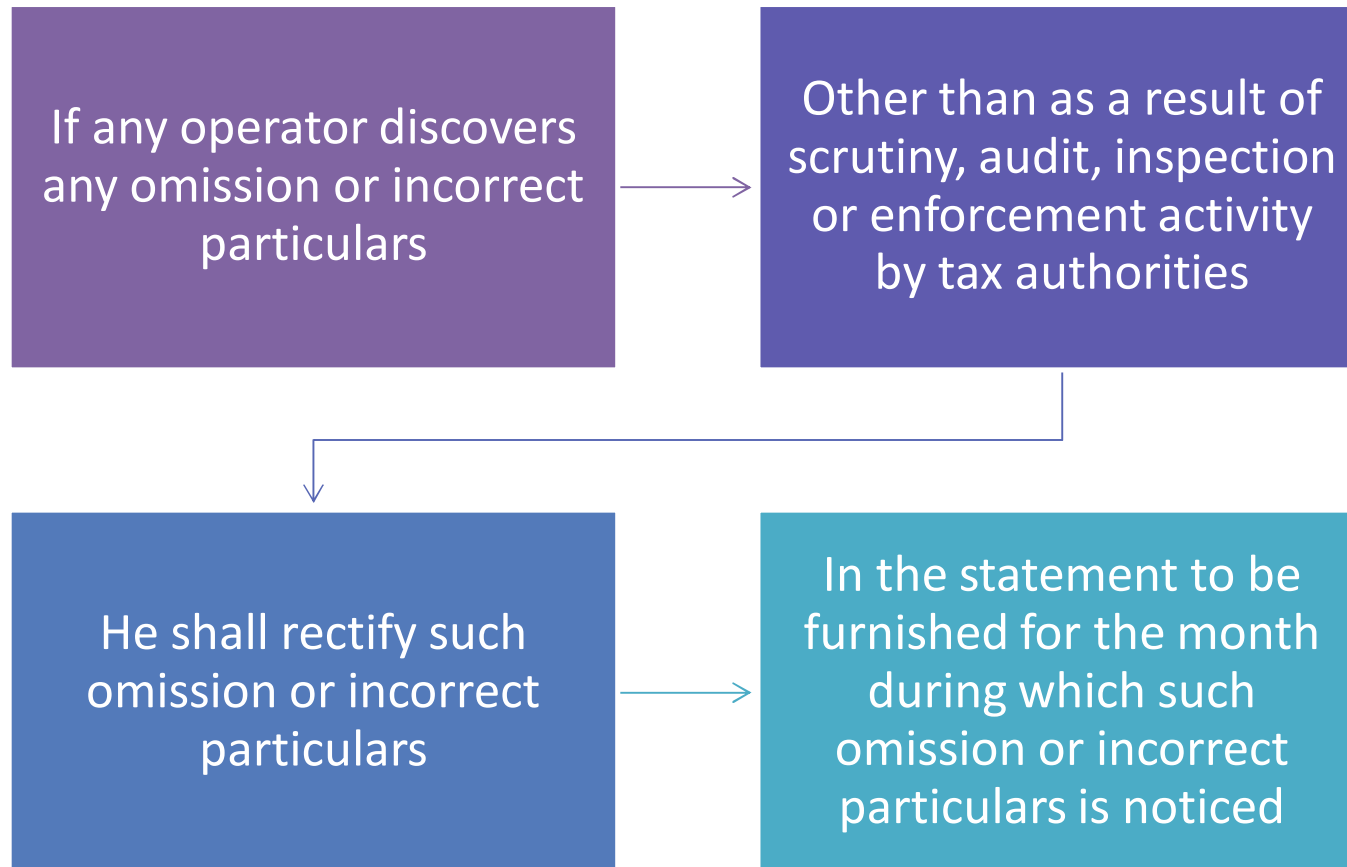 If any operator discovers
any omission or incorrect
particulars
Other than as a result of
scrutiny, audit, inspection
or enforcement activity
by tax authorities
He shall rectify such
omission or incorrect
particulars
In the statement to be
furnished for the month
during which such
omission or incorrect
particulars is noticed